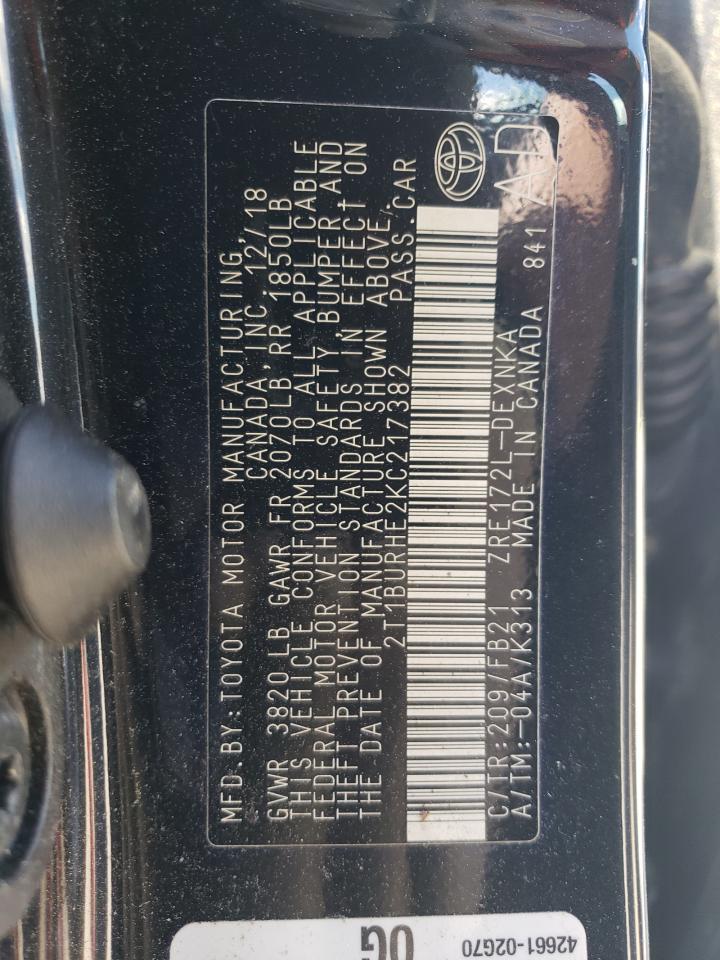 MFD.BY:TOYOTA MOTOR MANUFACTURING,
CANADA, INC. 12/18
GVWR 3820LB GAWR FR 2070LB RR 1850LB
THIS VEHICLE CONFORMS TO ALL APPLICABLE
FEDERAL MOTOR VEHICLE SAFETY, BUMPER AND
THEFT PREVENTION STANDARDS IN EFFECT ON
THE DATE OF MANUFACTURE SHOWN ABOVE.
2T1BURHE2KC217382 PASS.CAR
C/TR:209/FB21 ZRE172L-DEXNKA
A/TM:-04A/K313 MADE IN CANADA 841
AD
42661-02G70
0G